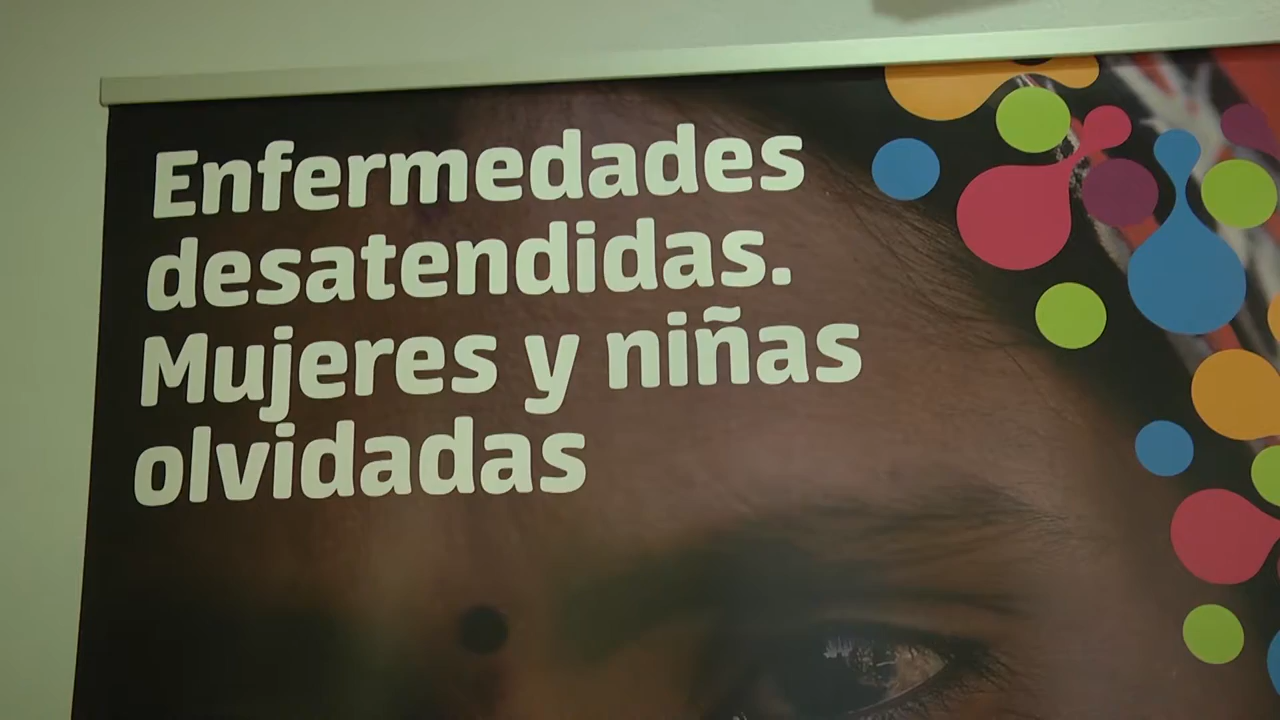 Enfermedades
desatendidas.
Mujeres y niñas
olvidadas